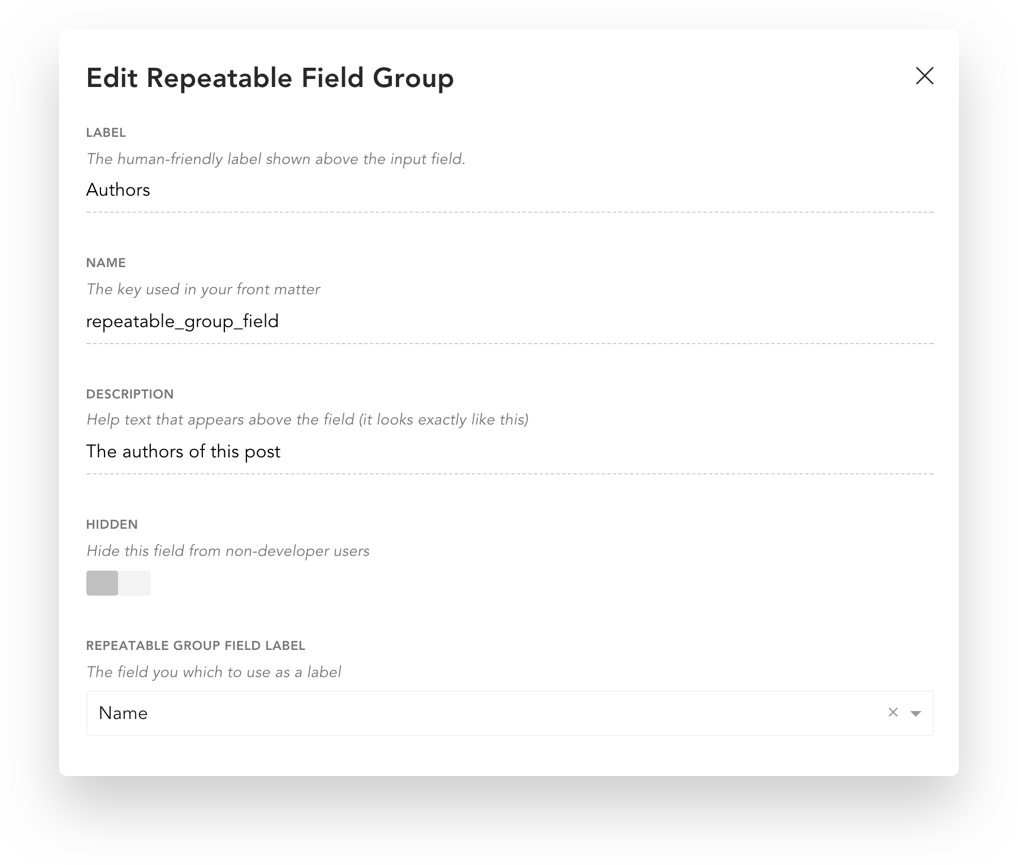 Edit Repeatable Field Group
LABEL
The human-friendly label shown above the input field.
Authors
NAME
The key used in your front matter
repeatable_group_field
DESCRIPTION
Help text that appears above the field (it looks exactly like this)
The authors of this post
HIDDEN
Hide this field from non-developer users
REPEATABLE GROUP FIELD LABEL
The field you which to use as a label
Name